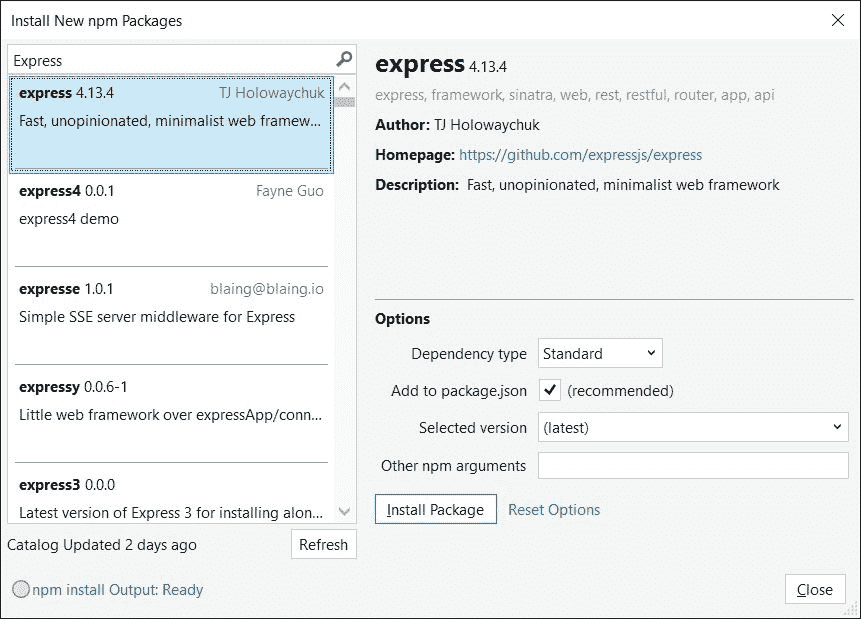 Install New npm Packages
Express
express 4.13.4 TJ Holowaychuk
Fast, unopinionated, minimalist web framew...
express4 0.0.1 Fayne Guo
express4 demo
expresse 1.0.1 blaing@blaing.io
Simple SSE server middleware for Express
expressy 0.0.6-1
Little web framework over expressApp/conn...
express3 0.0.0
Latest version of Express 3 for installing alon...
Catalog Updated 2 days ago
Refresh
npm install Output: Ready
express 4.13.4
express, framework, sinatra, web, rest, restful, router, app, api
Author: TJ Holowaychuk
Homepage: https://github.com/expressjs/express
Description: Fast, unopinionated, minimalist web framework
Options
Dependency type Standard
Add to package.json (recommended)
Selected version (latest)
Other npm arguments
Install Package Reset Options
Close